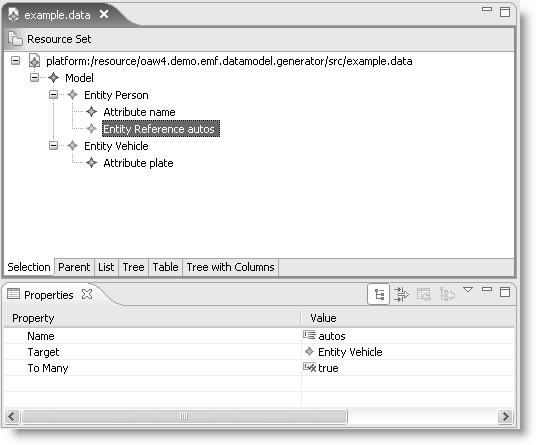 example.data
Resource Set
platform:/resource/oaw4.demo.emf.datamodel.generator/src/example.data
Model
Entity Person
Attribute name
Entity Reference autos
Entity Vehicle
Attribute plate
Selection Parent List Tree Table Tree with Columns
Properties
Property Value
Name autos
Target Entity Vehicle
To Many true